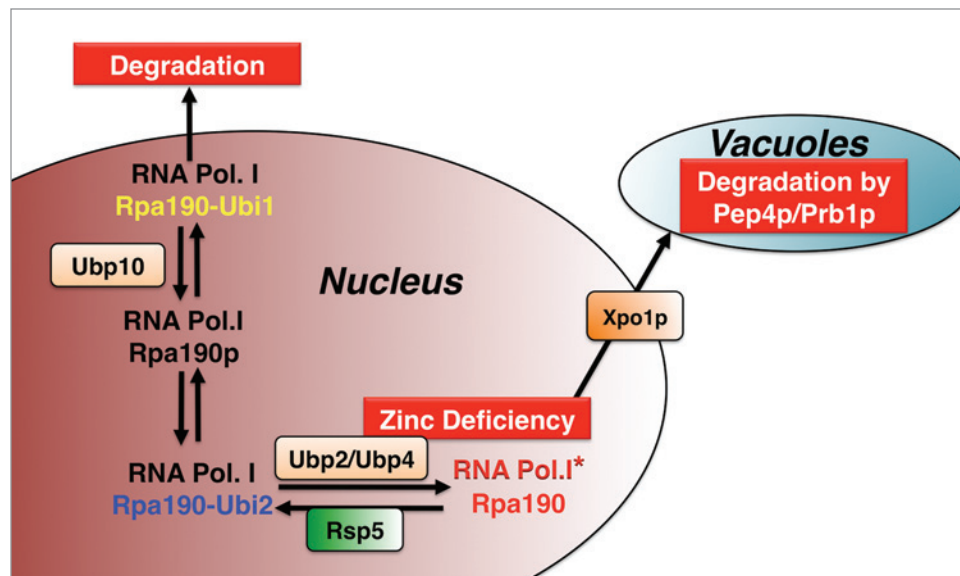 Degradation
RNA Pol. I
Rpa190-Ubi1
Ubp10
RNA Pol.I
Rpa190p
RNA Pol. I
Rpa190-Ubi2
Nucleus
Zinc Deficiency
Ubp2/Ubp4
RNA Pol.I*
Rpa190
Rsp5
Xpo1p
Vacuoles
Degradation by
Pep4p/Prb1p